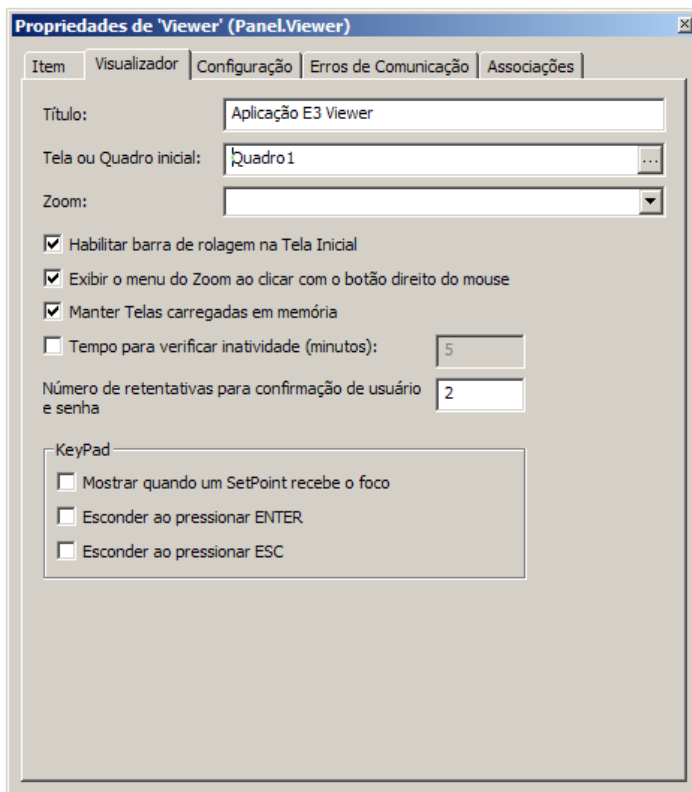 Propriedades de 'Viewer' (Panel.Viewer)
Item Visualizador Configuração Erros de Comunicação Associações
Título: Aplicação E3 Viewer
Tela ou Quadro inicial: Quadro1 ...
Zoom:
Habilitar barra de rolagem na Tela Inicial
Exibir o menu do Zoom ao clicar com o botão direito do mouse
Manter Telas carregadas em memória
Tempo para verificar inatividade (minutos): 5
Número de retentativas para confirmação de usuário
e senha 2
KeyPad
Mostrar quando um SetPoint recebe o foco
Esconder ao pressionar ENTER
Esconder ao pressionar ESC